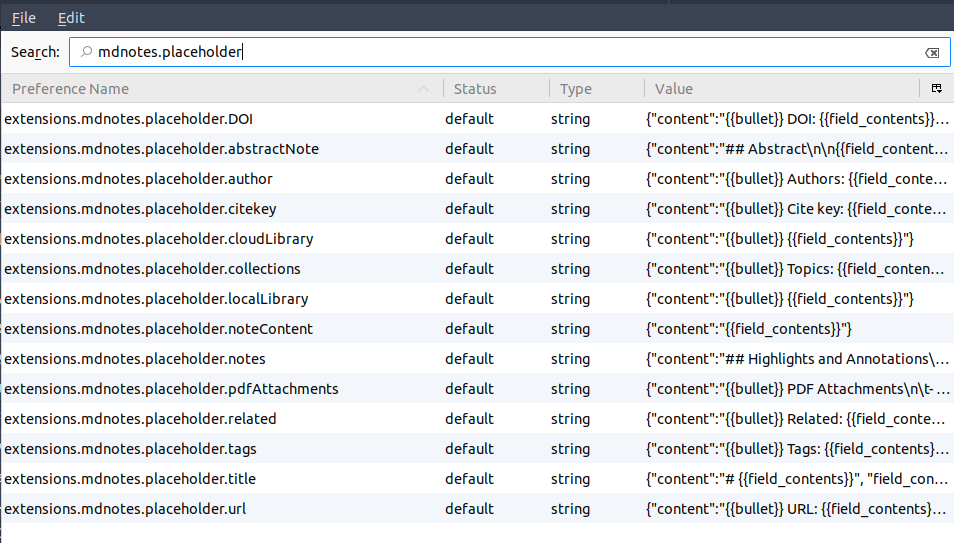 File Edit
Search: mdnotes.placeholder
Preference Name Status Type Value
extensions.mdnotes.placeholder.DOI default string {"content":"{{bullet}} DOI: {{field_contents}}...
extensions.mdnotes.placeholder.abstractNote default string {"content":"## Abstract\n\n{{field_content...
extensions.mdnotes.placeholder.author default string {"content":"{{bullet}} Authors: {{field_conte...
extensions.mdnotes.placeholder.citekey default string {"content":"{{bullet}} Cite key: {{field_conte...
extensions.mdnotes.placeholder.cloudLibrary default string {"content":"{{bullet}} {{field_contents}}"}
extensions.mdnotes.placeholder.collections default string {"content":"{{bullet}} Topics: {{field_conten...
extensions.mdnotes.placeholder.localLibrary default string {"content":"{{bullet}} {{field_contents}}"}
extensions.mdnotes.placeholder.noteContent default string {"content":"{{field_contents}}"}
extensions.mdnotes.placeholder.notes default string {"content":"## Highlights and Annotations\...
extensions.mdnotes.placeholder.pdfAttachments default string {"content":"{{bullet}} PDF Attachments\n\t- ...
extensions.mdnotes.placeholder.related default string {"content":"{{bullet}} Related: {{field_conte...
extensions.mdnotes.placeholder.tags default string {"content":"{{bullet}} Tags: {{field_contents}...
extensions.mdnotes.placeholder.title default string {"content":"# {{field_contents}}", "field_con...
extensions.mdnotes.placeholder.url default string {"content":"{{bullet}} URL: {{field_contents}...